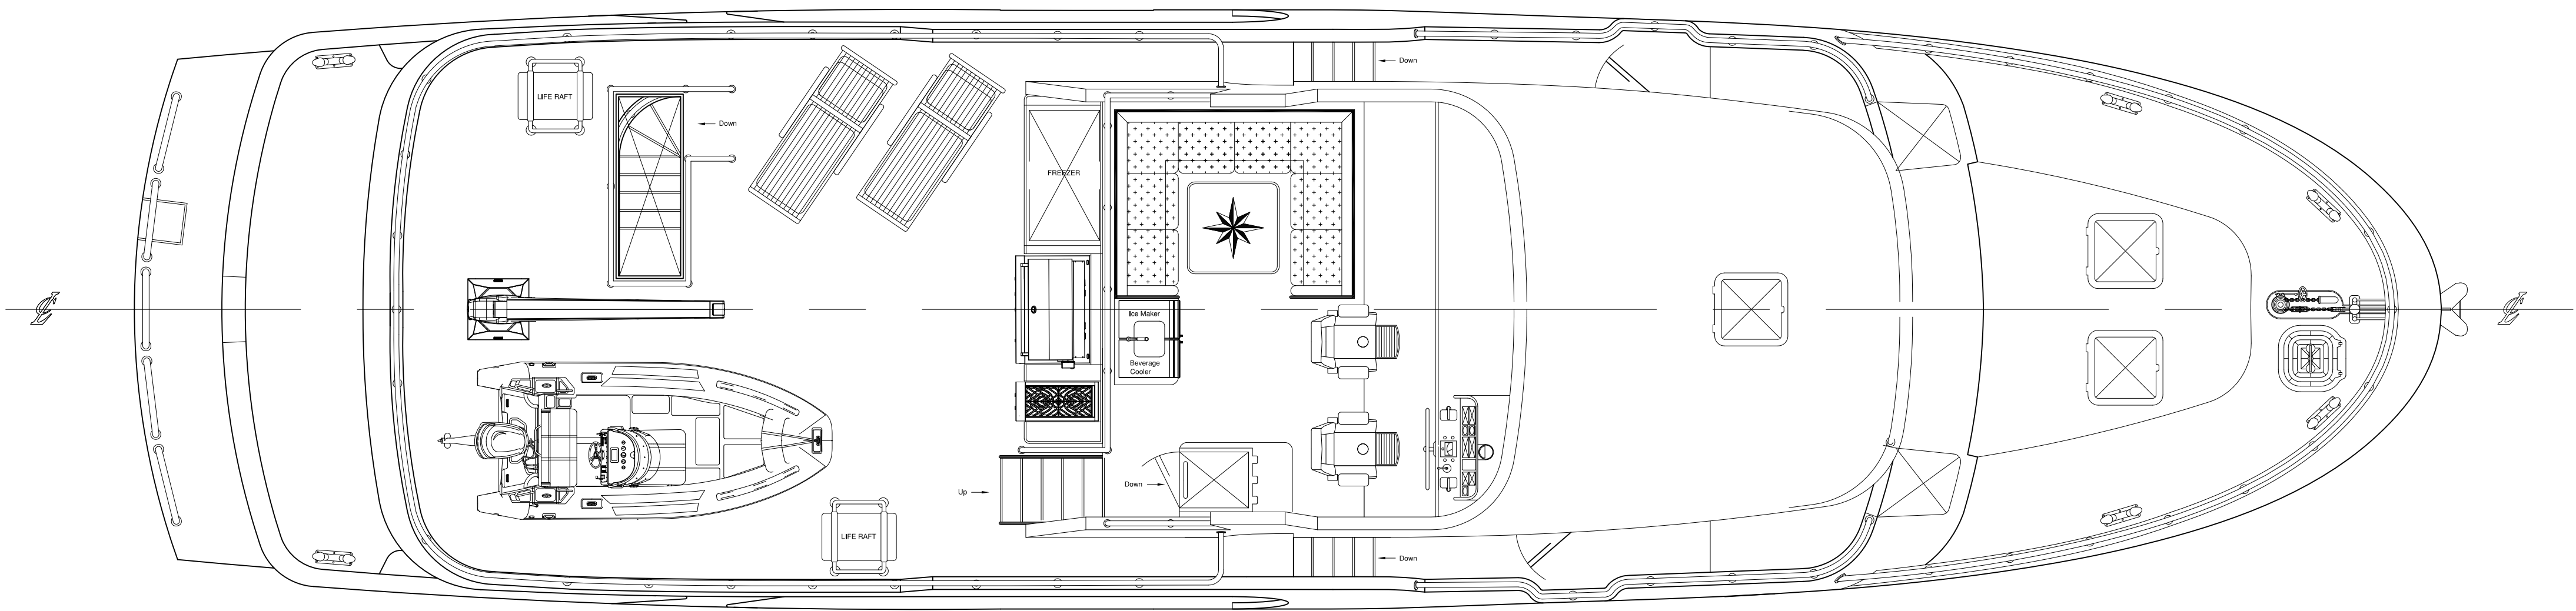 Down
LIFE RAFT
Down
FREEZER
℄
Ice Maker
℄
Beverage
Cooler
Down
Up
LIFE RAFT
Down